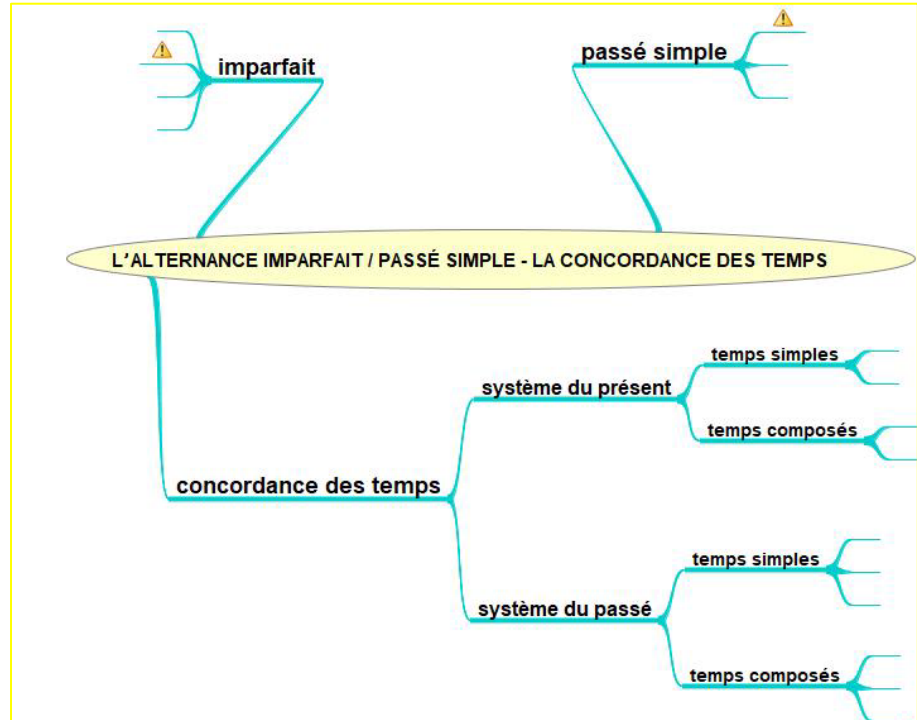 imparfait
passé simple
L'ALTERNANCE IMPARFAIT / PASSÉ SIMPLE - LA CONCORDANCE DES TEMPS
temps simples
système du présent
temps composés
concordance des temps
temps simples
système du passé
temps composés